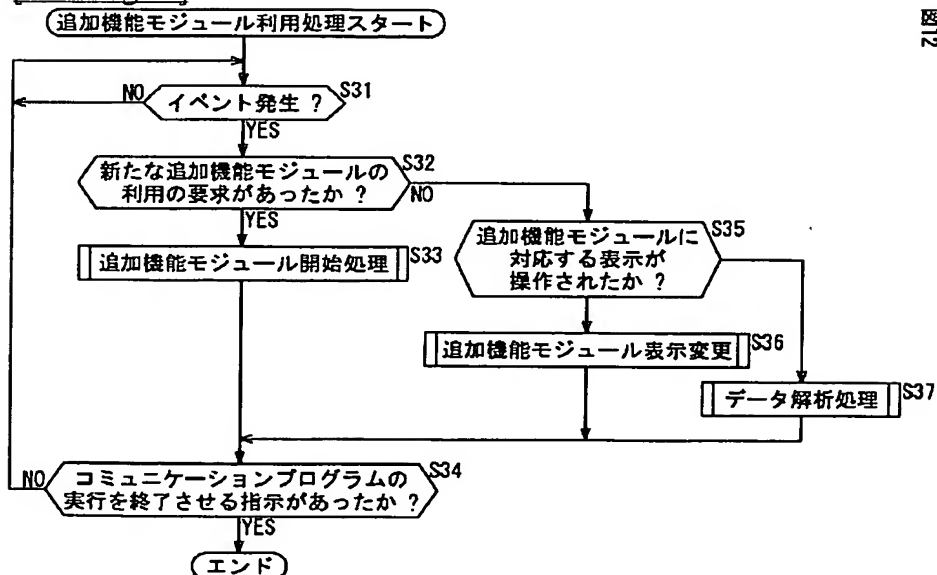 追加機能モジュール利用処理スタート
図12
イベント発生 ?
S31
NO
YES
新たな追加機能モジュールの
利用の要求があったか ?
S32
NO
YES
追加機能モジュール開始処理
S33
追加機能モジュールに
対応する表示が
操作されたか ?
S35
追加機能モジュール表示変更
S36
データ解析処理
S37
コミュニケーションプログラムの
実行を終了させる指示があったか ?
S34
NO
YES
エンド